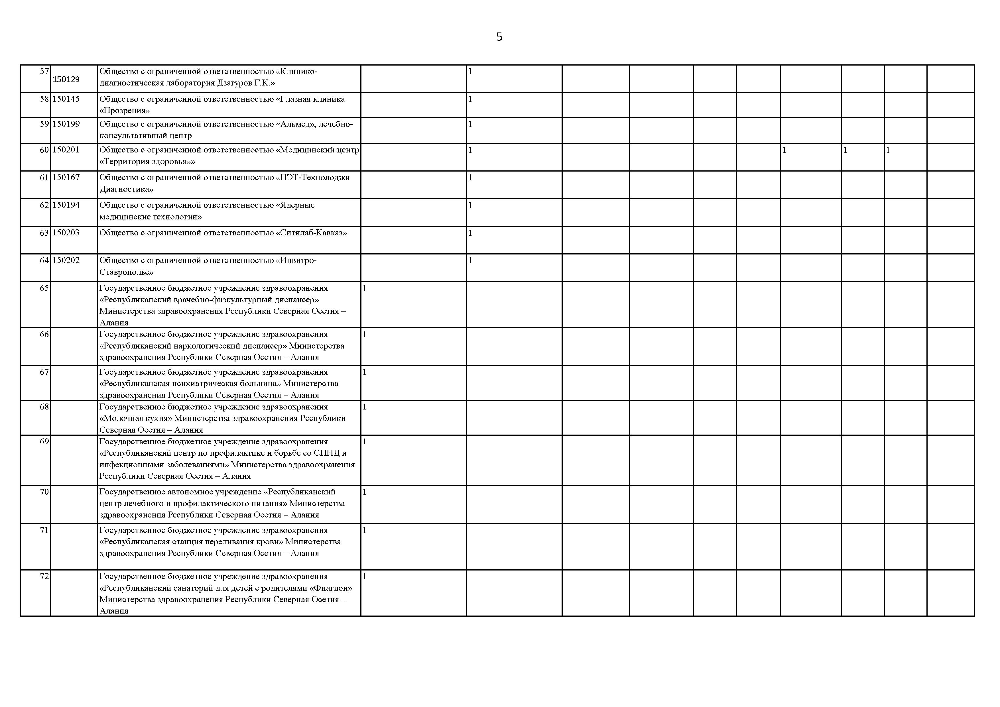 5
57
150129
Общество с ограниченной ответственностью «Клинико-
диагностическая лаборатория Дзагуров Г.К.»
1
58 150145 Общество с ограниченной ответственностью «Глазная клиника 1
«Прозрения»
59 150199 Общество с ограниченной ответственностью «Альмед», лечебно- 1
консультативный центр
60 150201 Общество с ограниченной ответственностью «Медицинский центр 1 1 1 1
«Территория здоровья»»
61 150167 Общество с ограниченной ответственностью «ПЭТ-Технолоджи 1
Диагностика»
62 150194 Общество с ограниченной ответственностью «Ядерные 1
медицинские технологии»
63 150203 Общество с ограниченной ответственностью «Ситилаб-Кавказ» 1
64 150202 Общество с ограниченной ответственностью «Инвитро- 1
Ставрополье»
65 Государственное бюджетное учреждение здравоохранения 1
«Республиканский врачебно-физкультурный диспансер»
Министерства здравоохранения Республики Северная Осетия –
Алания
66 Государственное бюджетное учреждение здравоохранения 1
«Республиканский наркологический диспансер» Министерства
здравоохранения Республики Северная Осетия – Алания
67 Государственное бюджетное учреждение здравоохранения 1
«Республиканская психиатрическая больница» Министерства
здравоохранения Республики Северная Осетия – Алания
68 Государственное бюджетное учреждение здравоохранения 1
«Молочная кухня» Министерства здравоохранения Республики
Северная Осетия – Алания
69 Государственное бюджетное учреждение здравоохранения 1
«Республиканский центр по профилактике и борьбе со СПИД и
инфекционными заболеваниями» Министерства здравоохранения
Республики Северная Осетия – Алания
70 Государственное автономное учреждение «Республиканский 1
центр лечебного и профилактического питания» Министерства
здравоохранения Республики Северная Осетия – Алания
71 Государственное бюджетное учреждение здравоохранения 1
«Республиканская станция переливания крови» Министерства
здравоохранения Республики Северная Осетия – Алания
72 Государственное бюджетное учреждение здравоохранения 1
«Республиканский санаторий для детей с родителями «Фиагдон»
Министерства здравоохранения Республики Северная Осетия –
Алания